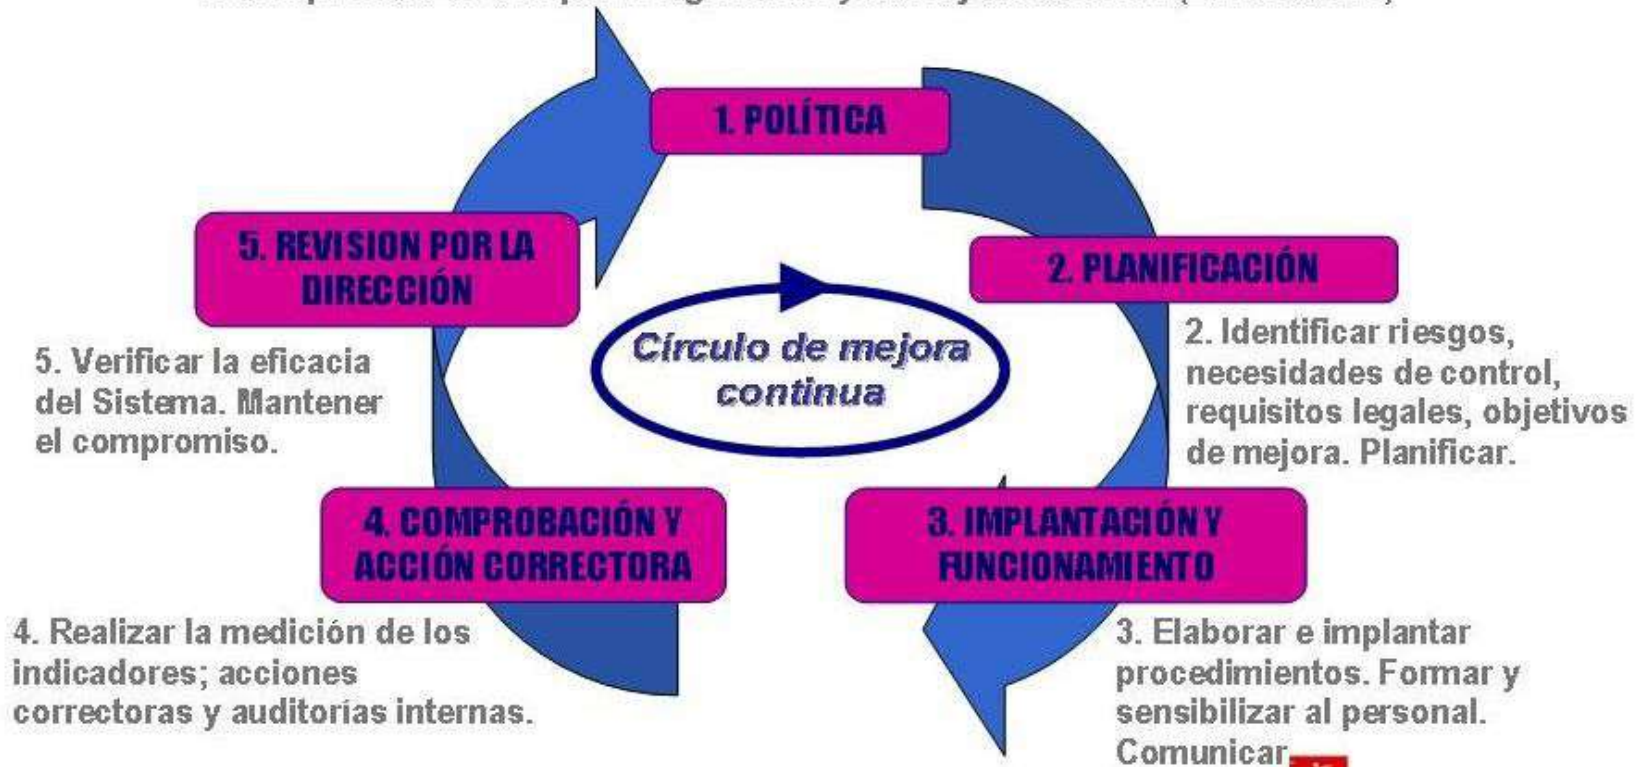 1. POLÍTICA
2. PLANIFICACIÓN
2. Identificar riesgos,
necesidades de control,
requisitos legales, objetivos
de mejora. Planificar.
3. IMPLANTACIÓN Y
FUNCIONAMIENTO
3. Elaborar e implantar
procedimientos. Formar y
sensibilizar al personal.
Comunicar
4. COMPROBACIÓN Y
ACCIÓN CORRECTORA
4. Realizar la medición de los
indicadores; acciones
correctoras y auditorías internas.
5. REVISION POR LA
DIRECCIÓN
5. Verificar la eficacia
del Sistema. Mantener
el compromiso.
Círculo de mejora
continua